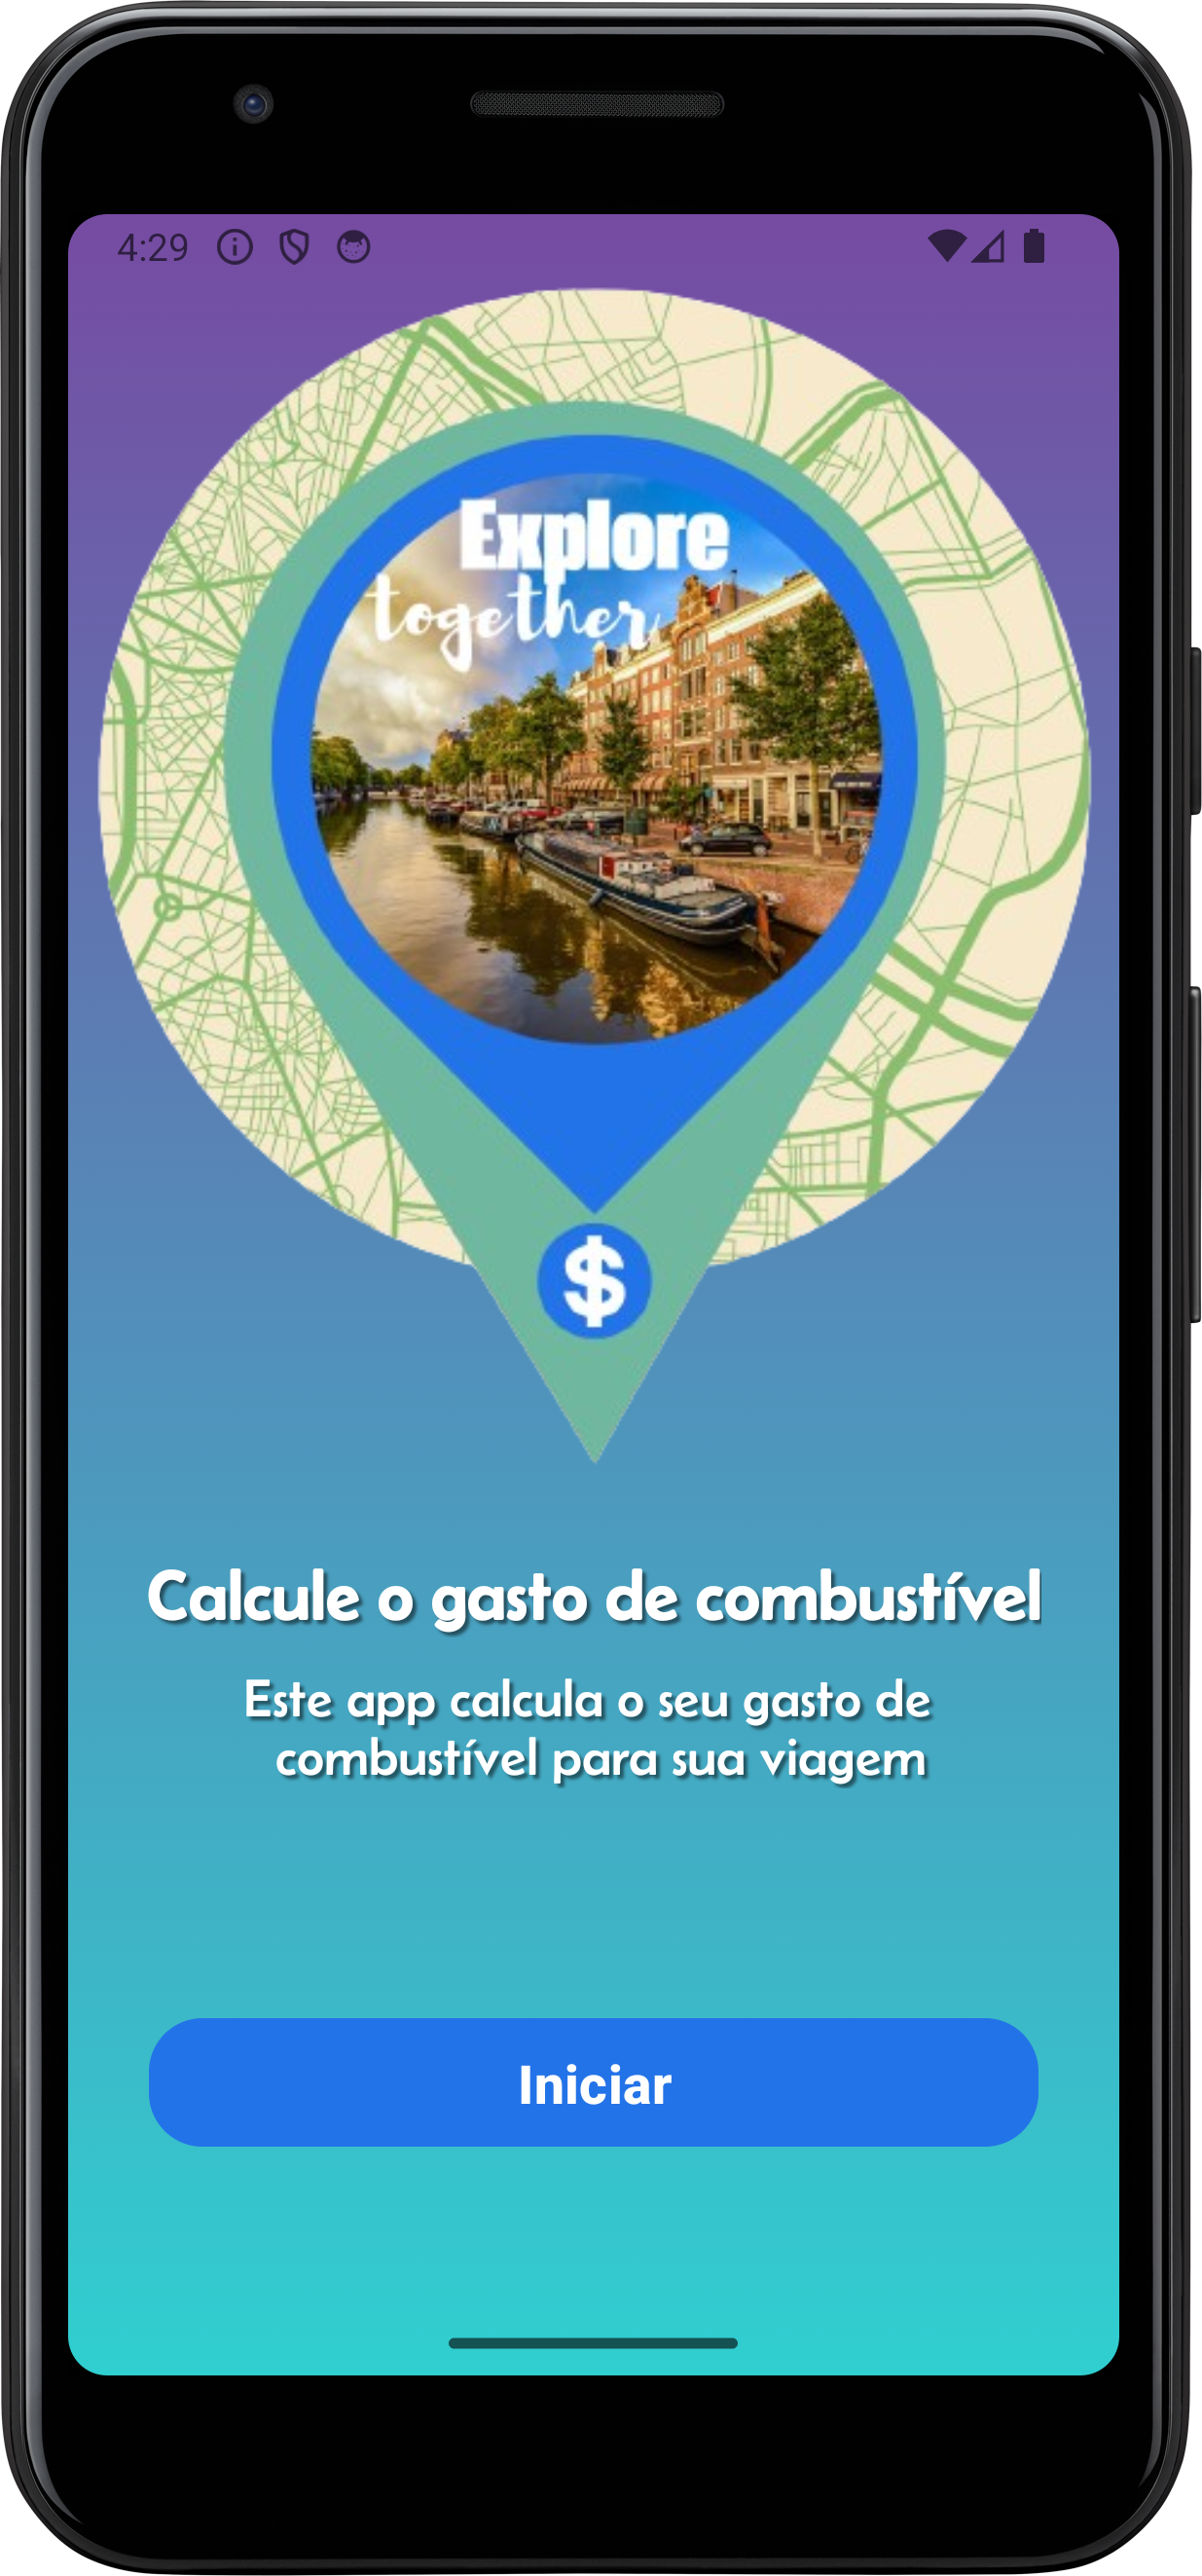 4:29
Explore
together
$
Calcule o gasto de combustível
Este app calcula o seu gasto de
combustível para sua viagem
Iniciar